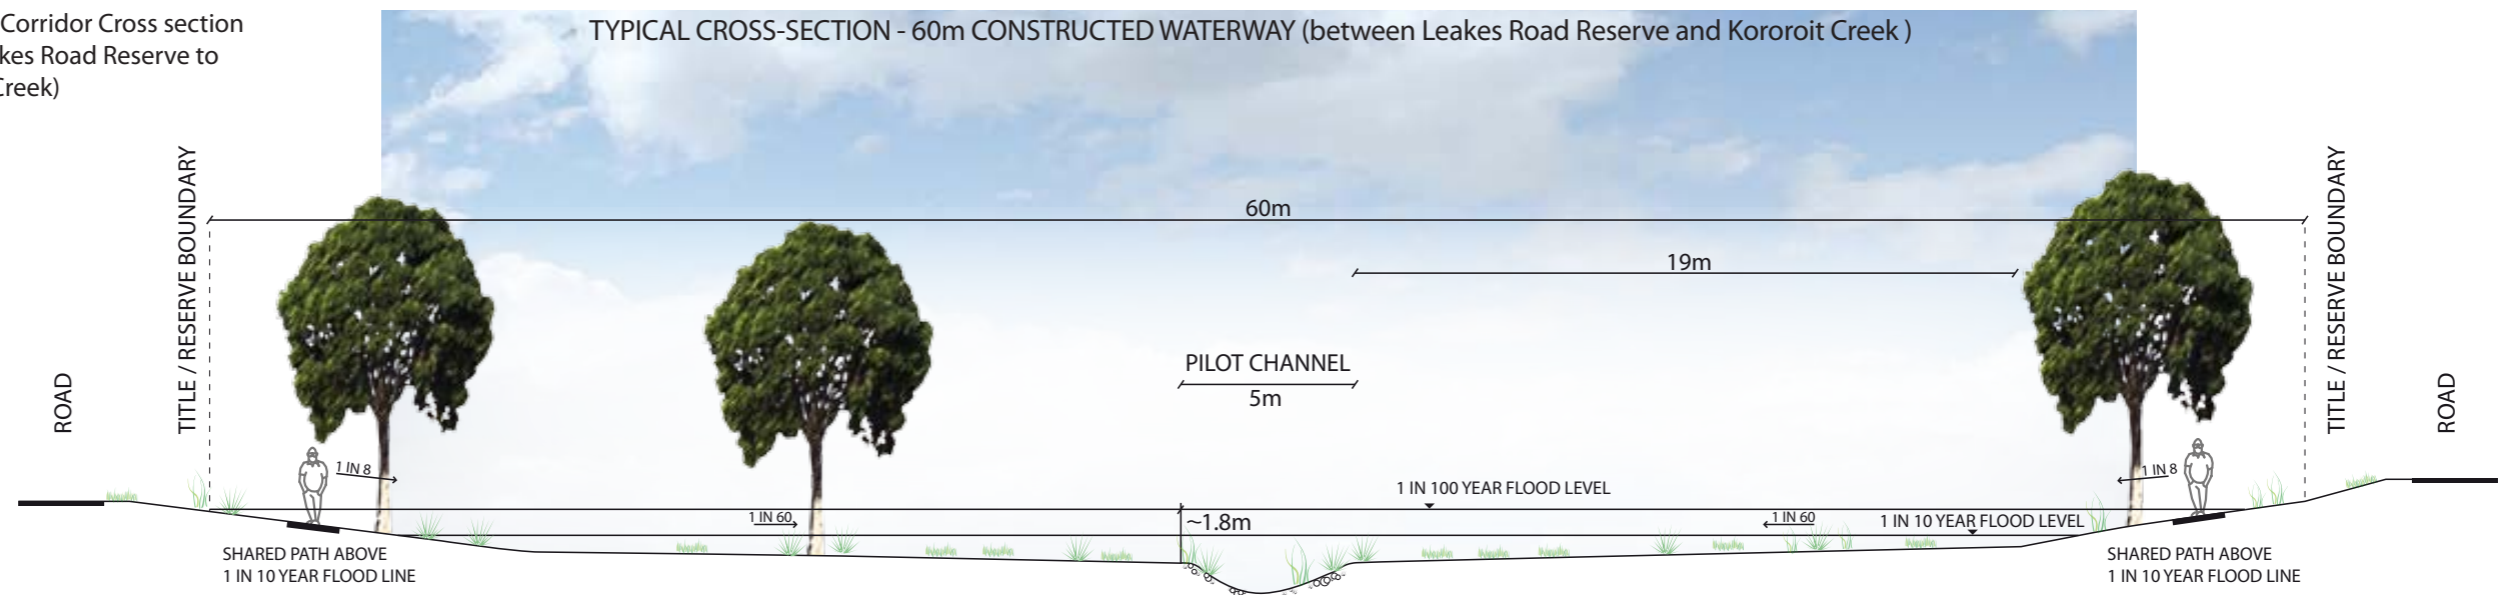 Corridor Cross section
kes Road Reserve to
Creek)
TYPICAL CROSS-SECTION - 60m CONSTRUCTED WATERWAY (between Leakes Road Reserve and Kororoit Creek )
60m
19m
PILOT CHANNEL
5m
ROAD
TITLE / RESERVE BOUNDARY
TITLE / RESERVE BOUNDARY
ROAD
1 IN 8
1 IN 8
1 IN 100 YEAR FLOOD LEVEL
1 IN 60
~1.8m
1 IN 60
1 IN 10 YEAR FLOOD LEVEL
SHARED PATH ABOVE
1 IN 10 YEAR FLOOD LINE
SHARED PATH ABOVE
1 IN 10 YEAR FLOOD LINE